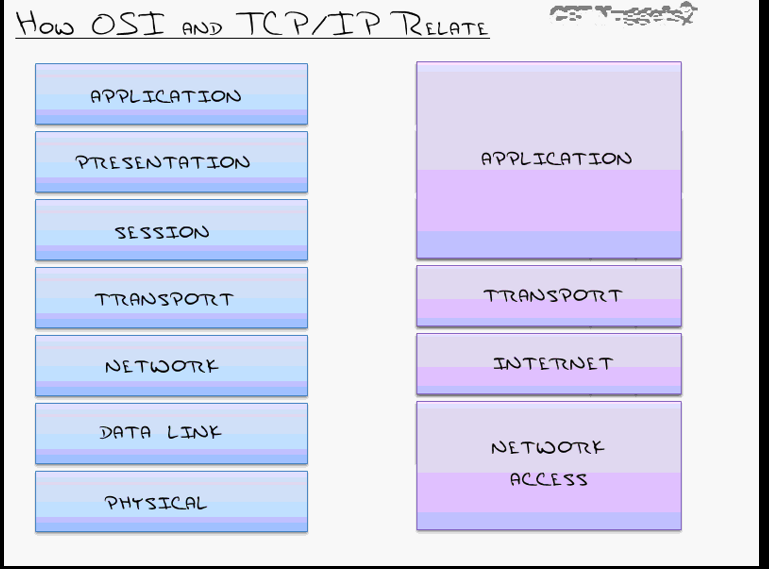 How OSI AND TCP/IP RELATE
APPLICATION
PRESENTATION
SESSION
TRANSPORT
NETWORK
DATA LINK
PHYSICAL
APPLICATION
TRANSPORT
INTERNET
NETWORK
ACCESS